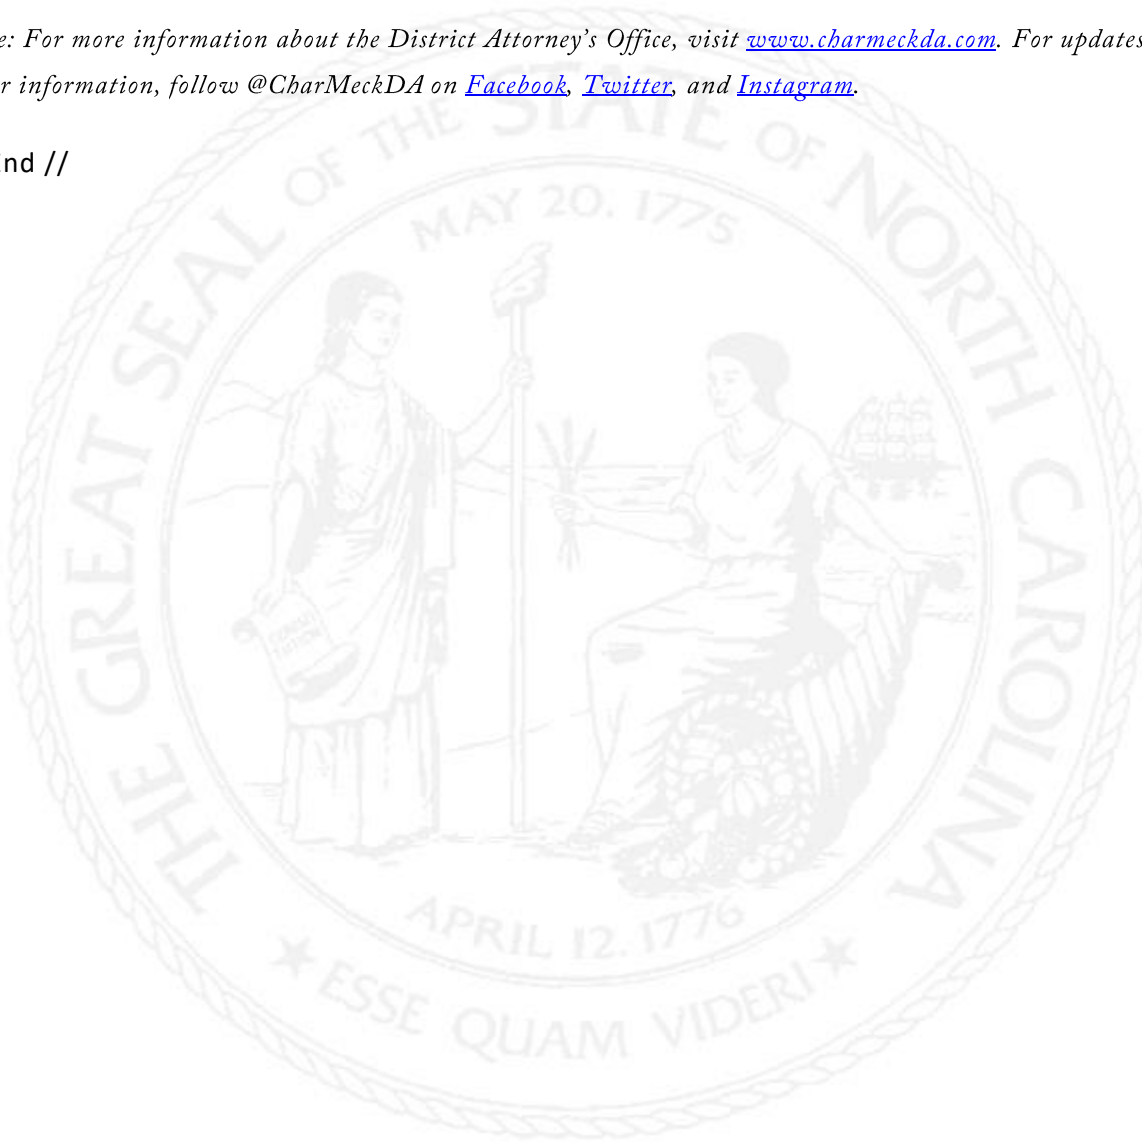 e: For more information about the District Attorney’s Office, visit www.charmeckda.com. For updates
r information, follow @CharMeckDA on Facebook, Twitter, and Instagram.
nd //
THE GREAT SEAL OF THE STATE OF NORTH CAROLINA
MAY 20, 1775
CONSTI
TUTION
APRIL 12, 1776
★ ESSE QUAM VIDERI ★